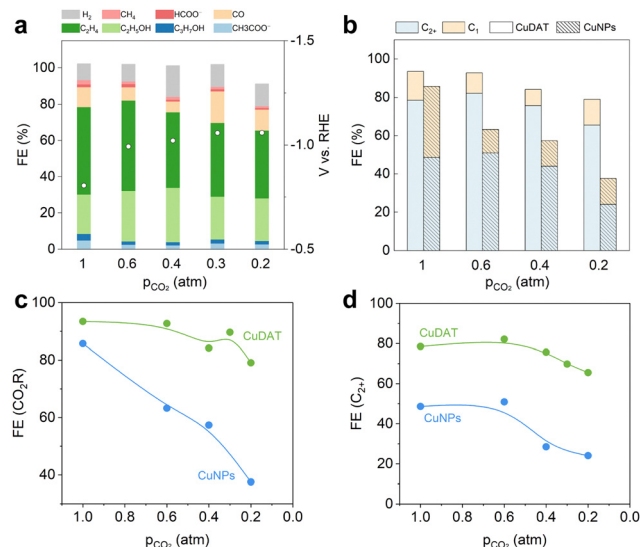 a
H₂ CH₄ HCOO⁻ CO
C₂H₄ C₂H₅OH C₃H₇OH CH3COO⁻
100
80
60
40
20
0
FE (%)
-1.5
-1.0
-0.5
V vs. RHE
1 0.6 0.4 0.3 0.2
pCO₂ (atm)
b
C₂₊ C₁ CuDAT CuNPs
100
80
60
40
20
0
FE (%)
1 0.6 0.4 0.2
pCO₂ (atm)
c
100
80
60
40
FE (CO₂R)
CuDAT
CuNPs
1.0 0.8 0.6 0.4 0.2 0.0
pCO₂ (atm)
d
100
80
60
40
20
0
FE (C₂₊)
CuDAT
CuNPs
1.0 0.8 0.6 0.4 0.2 0.0
pCO₂ (atm)